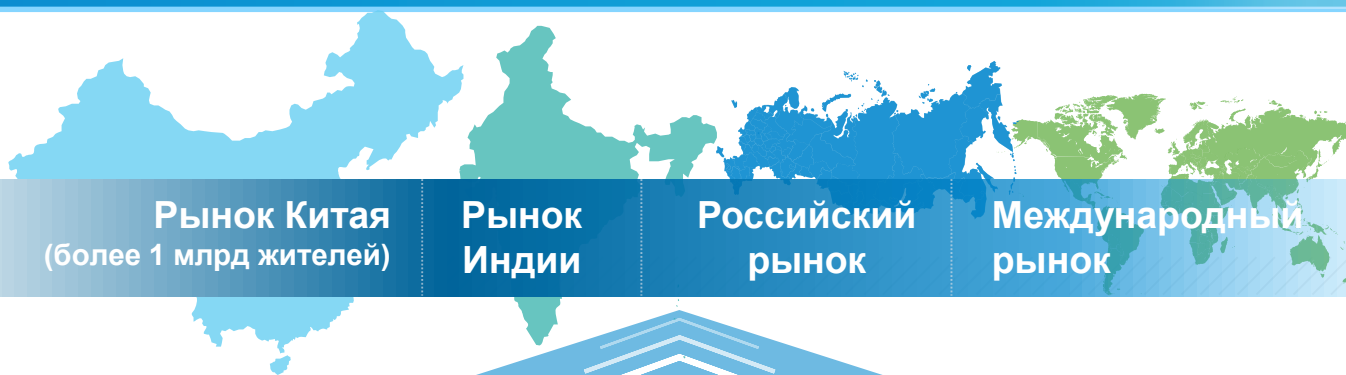 Рынок Китая
(более 1 млрд жителей)
Рынок
Индии
Российский
рынок
Международный
рынок